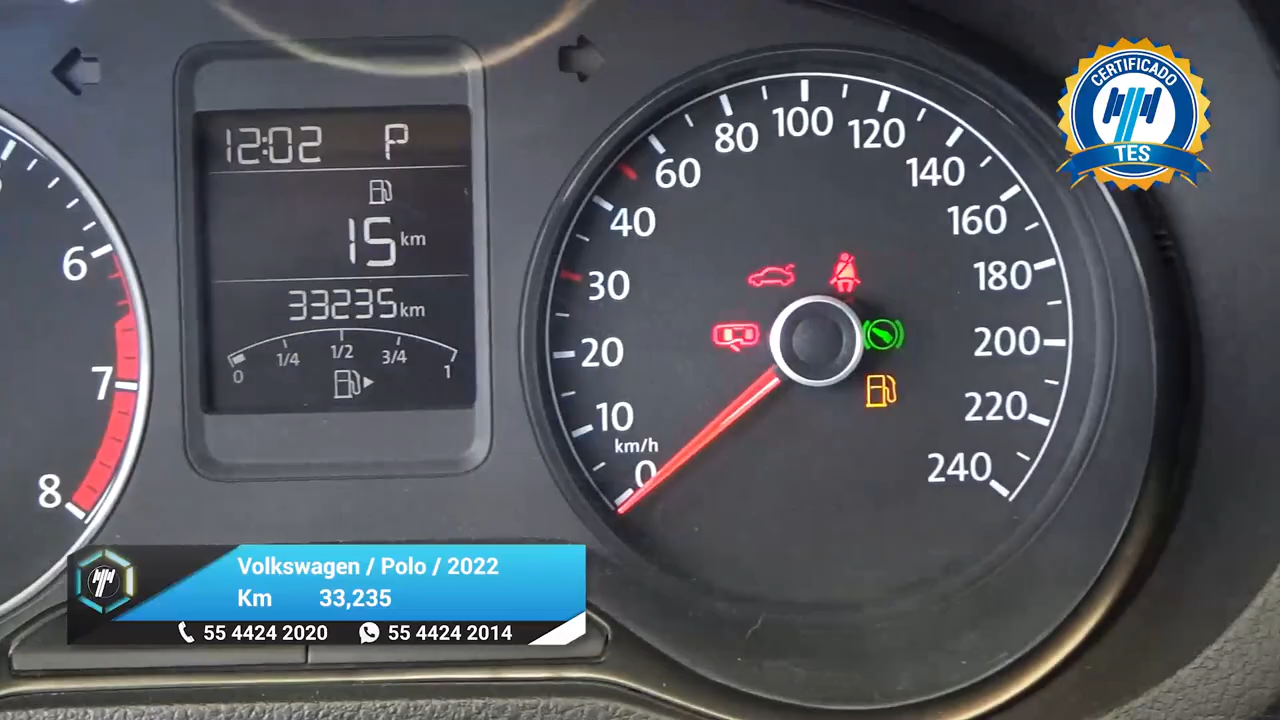 12:02 P
15 km
33235 km
0 1/4 1/2 3/4 1
6
7
8
0
10
20
30
40
60
80
100
120
140
160
180
200
220
240
km/h
CERTIFICADO
TES
Volkswagen / Polo / 2022
Km 33,235
55 4424 2020 55 4424 2014